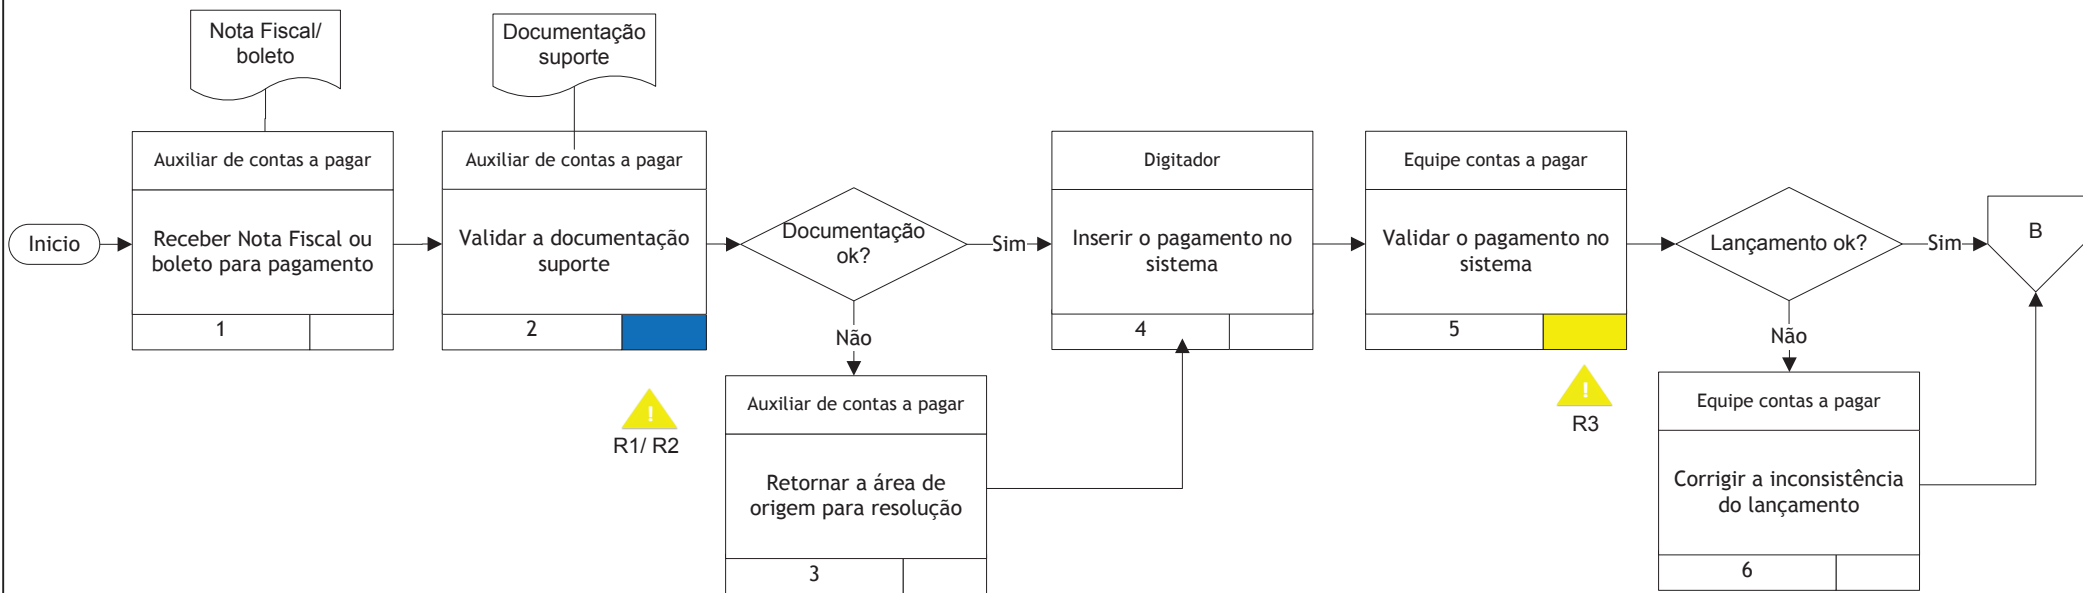 Nota Fiscal/
boleto
Documentação
suporte
Inicio
Auxiliar de contas a pagar
Receber Nota Fiscal ou
boleto para pagamento
1
Auxiliar de contas a pagar
Validar a documentação
suporte
2
!
R1/ R2
Documentação
ok?
Sim
Não
Auxiliar de contas a pagar
Retornar a área de
origem para resolução
3
Digitador
Inserir o pagamento no
sistema
4
Equipe contas a pagar
Validar o pagamento no
sistema
5
!
R3
Lançamento ok?
Sim
Não
Equipe contas a pagar
Corrigir a inconsistência
do lançamento
6
B